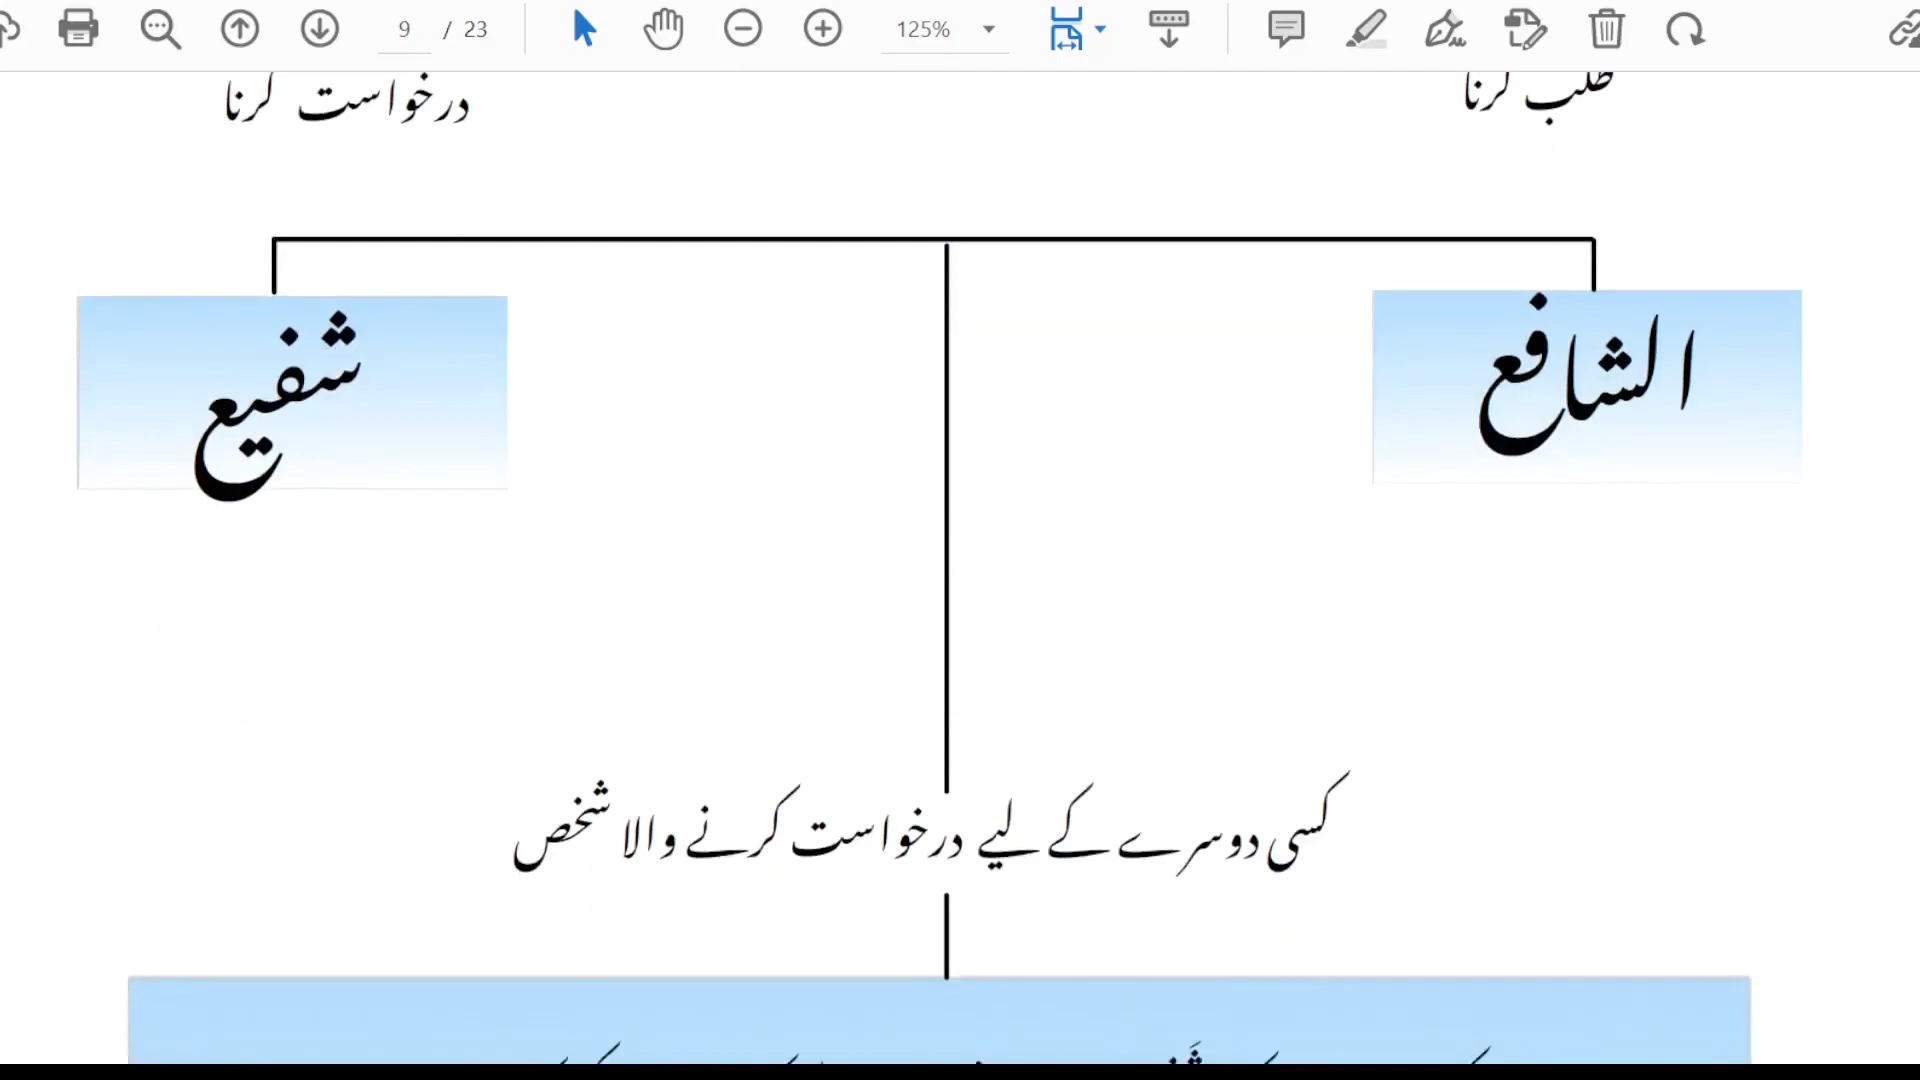 9 / 23 125%
طلب کرنا درخواست کرنا
الشافع شفیع
کسی دوسرے کے لیے درخواست کرنے والا شخص